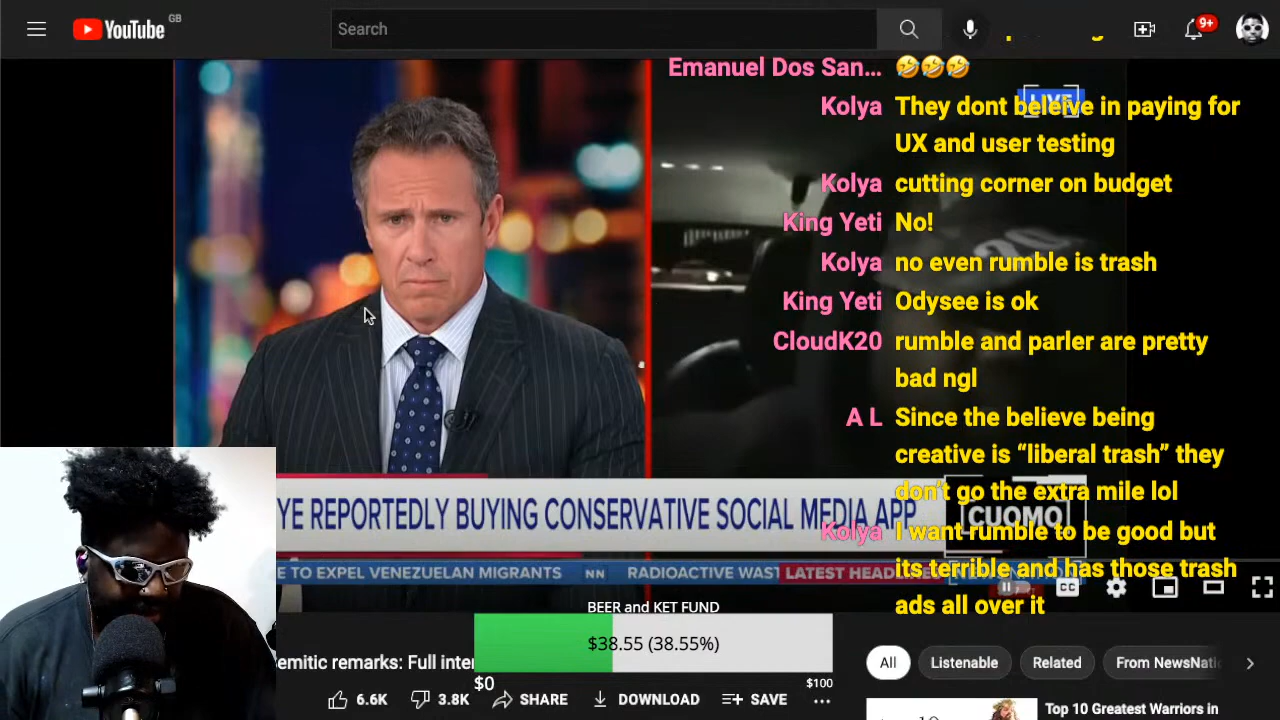 YouTube GB
Search
9+
Emanuel Dos San... 🤣🤣🤣
LIVE
Kolya They dont beleive in paying for
UX and user testing
Kolya cutting corner on budget
King Yeti No!
Kolya no even rumble is trash
King Yeti Odysee is ok
CloudK20 rumble and parler are pretty
bad ngl
A L Since the believe being
creative is “liberal trash” they
don’t go the extra mile lol
Kolya I want rumble to be good but
its terrible and has those trash
ads all over it
YE REPORTEDLY BUYING CONSERVATIVE SOCIAL MEDIA APP
CUOMO
E TO EXPEL VENEZUELAN MIGRANTS NN RADIOACTIVE WAST LATEST
CC
BEER and KET FUND
$38.55 (38.55%)
$0
$100
emitic remarks: Full inter
6.6K 3.8K SHARE DOWNLOAD SAVE ...
All Listenable Related From NewsNati
Top 10 Greatest Warriors in